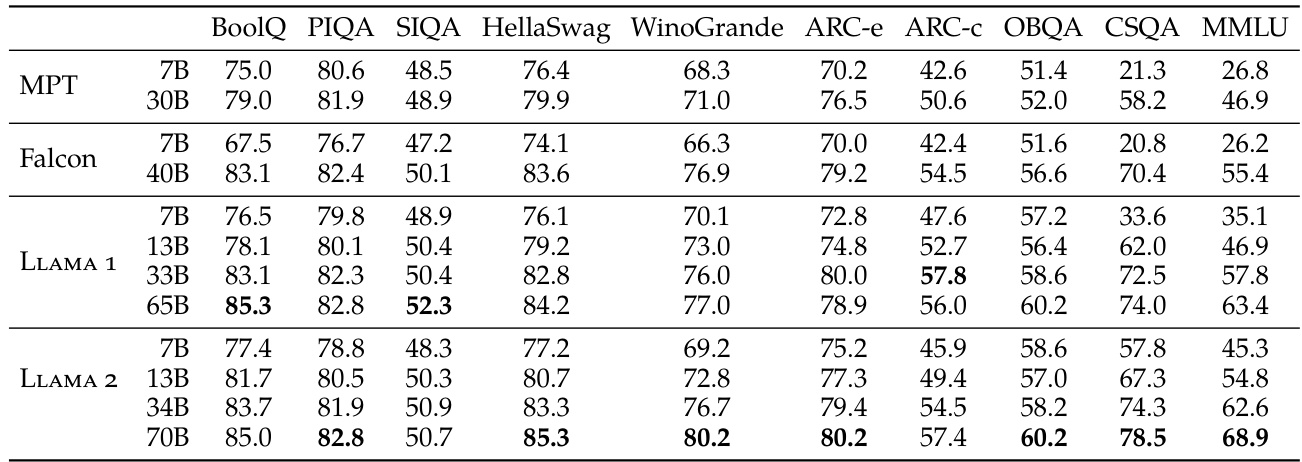 BoolQ PIQA SIQA HellaSwag WinoGrande ARC-e ARC-c OBQA CSQA MMLU
MPT
7B 75.0 80.6 48.5 76.4 68.3 70.2 42.6 51.4 21.3 26.8
30B 79.0 81.9 48.9 79.9 71.0 76.5 50.6 52.0 58.2 46.9
Falcon
7B 67.5 76.7 47.2 74.1 66.3 70.0 42.4 51.6 20.8 26.2
40B 83.1 82.4 50.1 83.6 76.9 79.2 54.5 56.6 70.4 55.4
Llama 1
7B 76.5 79.8 48.9 76.1 70.1 72.8 47.6 57.2 33.6 35.1
13B 78.1 80.1 50.4 79.2 73.0 74.8 52.7 56.4 62.0 46.9
33B 83.1 82.3 50.4 82.8 76.0 80.0 57.8 58.6 72.5 57.8
65B 85.3 82.8 52.3 84.2 77.0 78.9 56.0 60.2 74.0 63.4
Llama 2
7B 77.4 78.8 48.3 77.2 69.2 75.2 45.9 58.6 57.8 45.3
13B 81.7 80.5 50.3 80.7 72.8 77.3 49.4 57.0 67.3 54.8
34B 83.7 81.9 50.9 83.3 76.7 79.4 54.5 58.2 74.3 62.6
70B 85.0 82.8 50.7 85.3 80.2 80.2 57.4 60.2 78.5 68.9